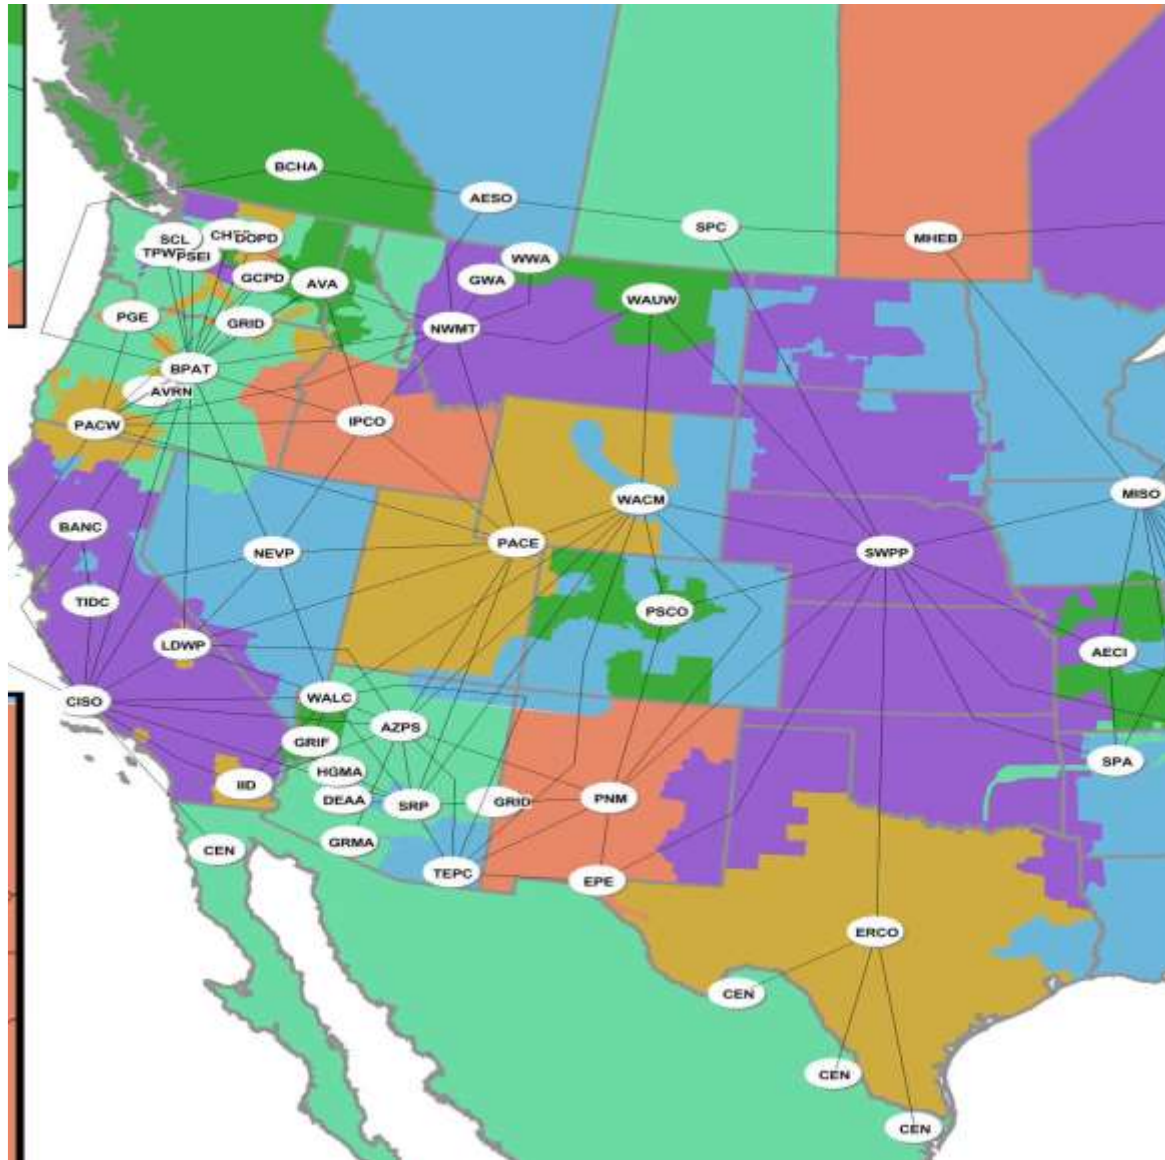 BCHA
AESO
SPC
MHEB
SCL
DOPD
PSEI
WWA
GCPD
GWA
AVA
WAUW
PGE
GRID
NWMT
BPAT
AVRN
PACW
IPCO
WACM
MISO
BANC
NEVP
PACE
SWPP
TIDC
PSCO
LDWP
AECI
CISO
WALC
AZPS
GRIF
SPA
HGMA
IID
DEAA
SRP
GRID
PNM
GRMA
CEN
TEPC
EPE
ERCO
CEN
CEN
CEN